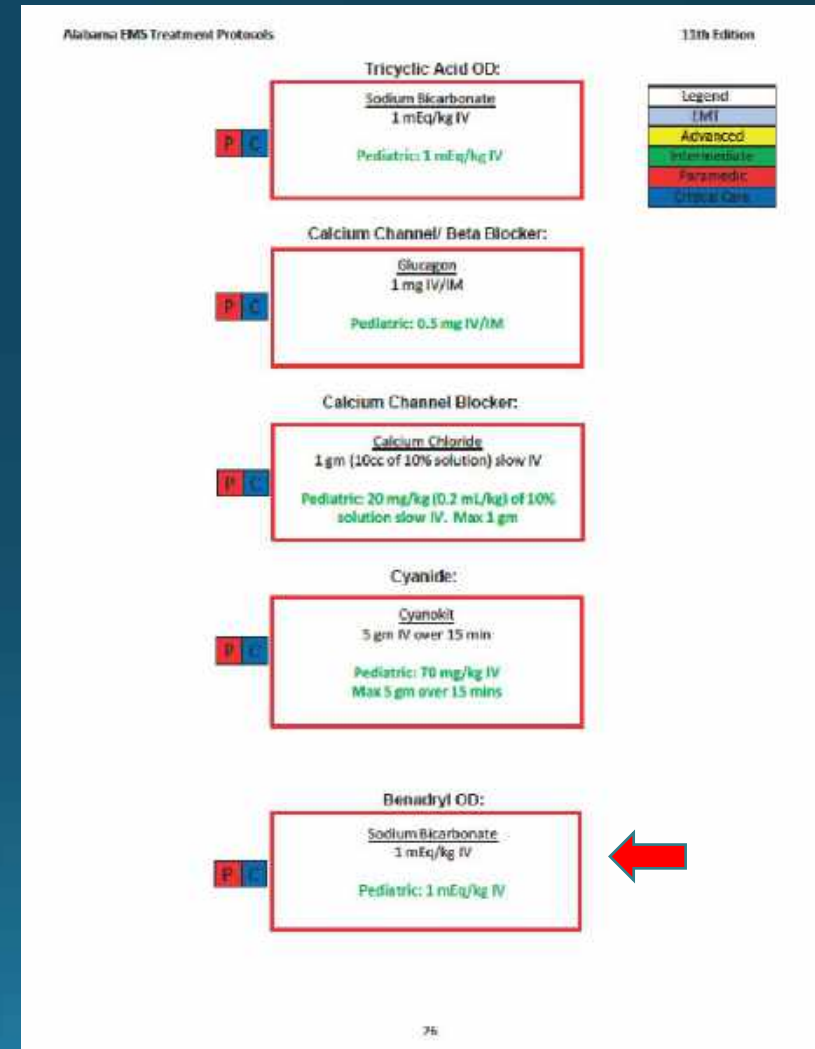 Alabama EMS Treatment Protocols
11th Edition
Tricyclic Acid OD:
Sodium Bicarbonate
1 mEq/kg IV
Pediatric: 1 mEq/kg IV
P C
Legend
EMT
Advanced
Intermediate
Paramedic
Critical Care
Calcium Channel/ Beta Blocker:
Glucagon
1 mg IV/IM
Pediatric: 0.5 mg IV/IM
P C
Calcium Channel Blocker:
Calcium Chloride
1 gm (10cc of 10% solution) slow IV
Pediatric: 20 mg/kg (0.2 mL/kg) of 10%
solution slow IV. Max 1 gm
P C
Cyanide:
Cyanokit
5 gm IV over 15 min
Pediatric: 70 mg/kg IV
Max 5 gm over 15 mins
P C
Benadryl OD:
Sodium Bicarbonate
1 mEq/kg IV
Pediatric: 1 mEq/kg IV
P C
76